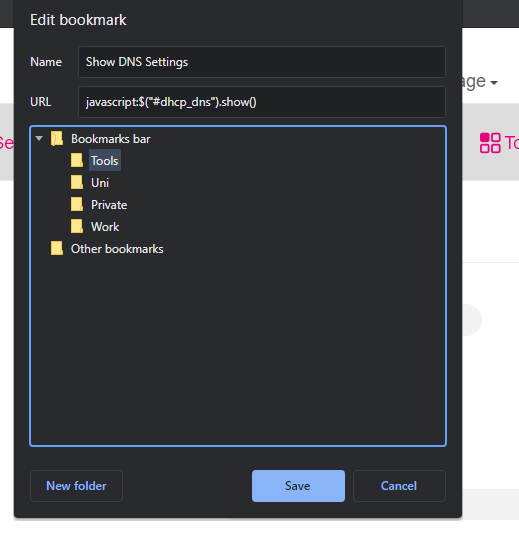 Edit bookmark
Name
Show DNS Settings
age
URL
javascript:$("#dhcp_dns").show()
Se
To
Bookmarks bar
Tools
Uni
Private
Work
Other bookmarks
New folder
Save
Cancel